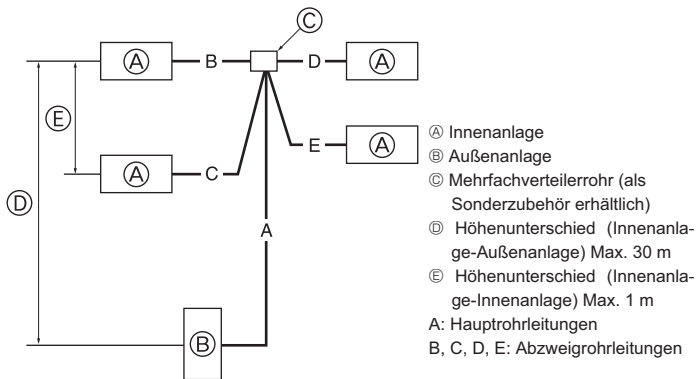 Ⓒ
Ⓐ B D Ⓐ
Ⓔ
E Ⓐ
Ⓐ C
Ⓓ
A
Ⓑ
Ⓐ Innenanlage
Ⓑ Außenanlage
Ⓒ Mehrfachverteilerrohr (als
Sonderzubehör erhältlich)
Ⓓ Höhenunterschied (Innenanla-
ge-Außenanlage) Max. 30 m
Ⓔ Höhenunterschied (Innenanla-
ge-Innenanlage) Max. 1 m
A: Hauptrohrleitungen
B, C, D, E: Abzweigrohrleitungen